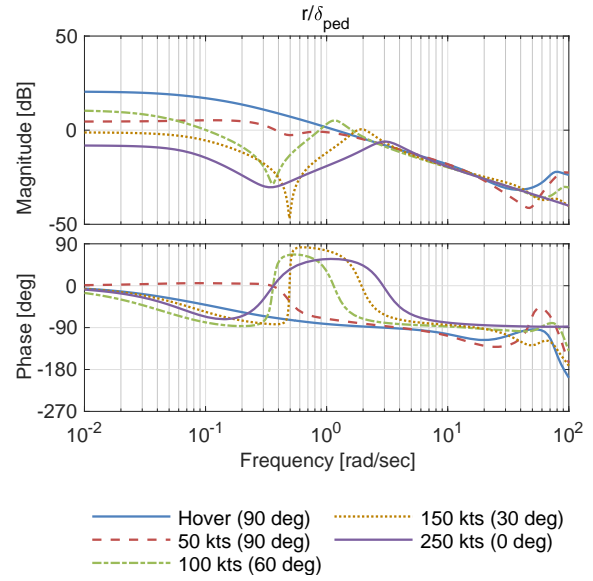 r/δped
50
0
-50
Magnitude [dB]
90
0
-90
-180
-270
Phase [deg]
10-2
10-1
100
101
102
Frequency [rad/sec]
Hover (90 deg)
50 kts (90 deg)
100 kts (60 deg)
150 kts (30 deg)
250 kts (0 deg)